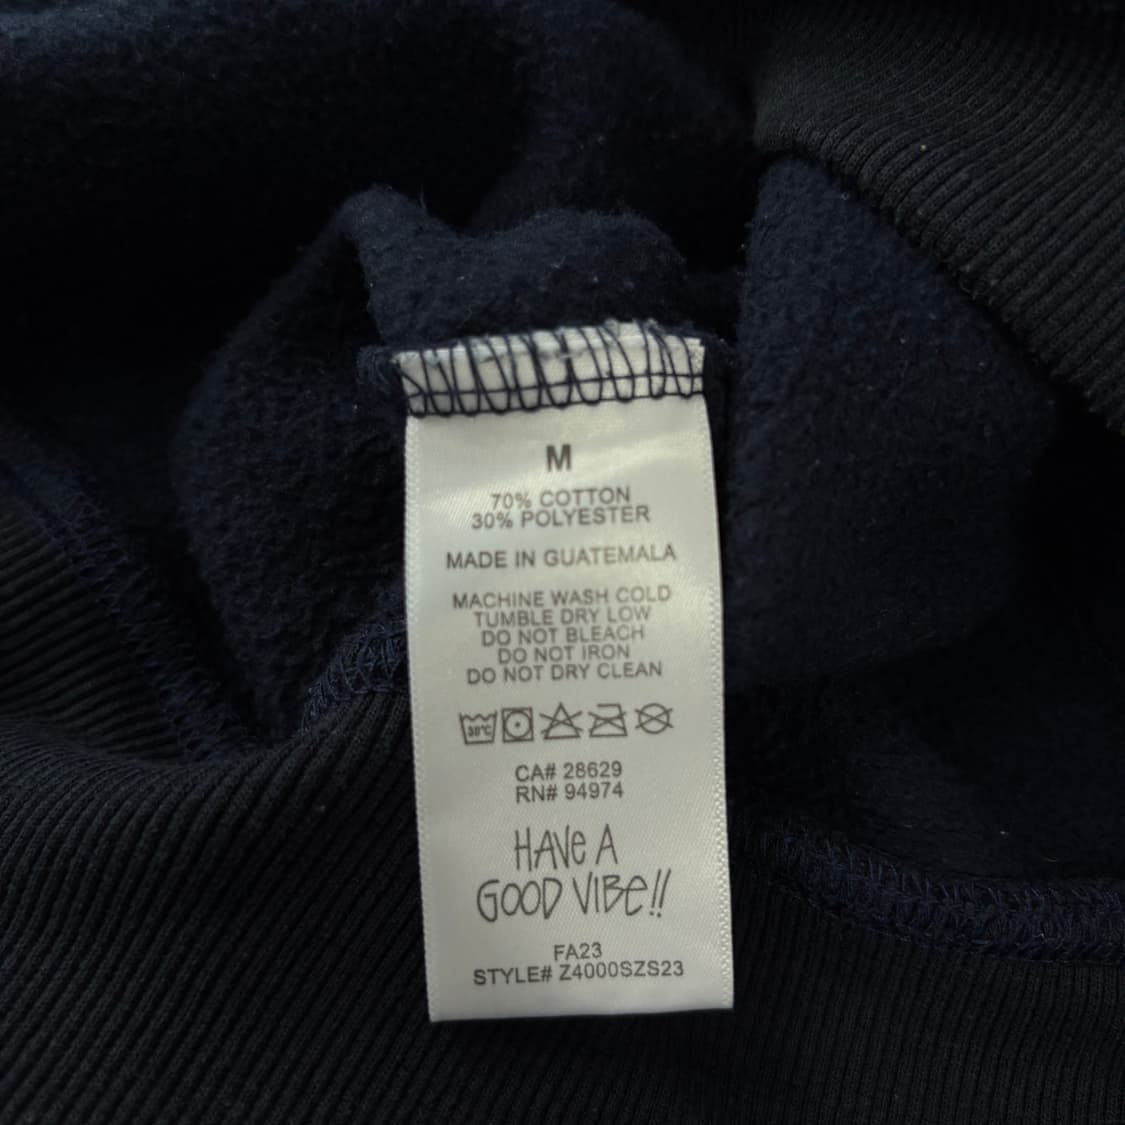 M
70% COTTON
30% POLYESTER
MADE IN GUATEMALA
MACHINE WASH COLD
TUMBLE DRY LOW
DO NOT BLEACH
DO NOT IRON
DO NOT DRY CLEAN
30°C
CA# 28629
RN# 94974
HAVe A
GOOD VIBe!!
FA23
STYLE# Z4000SZS23